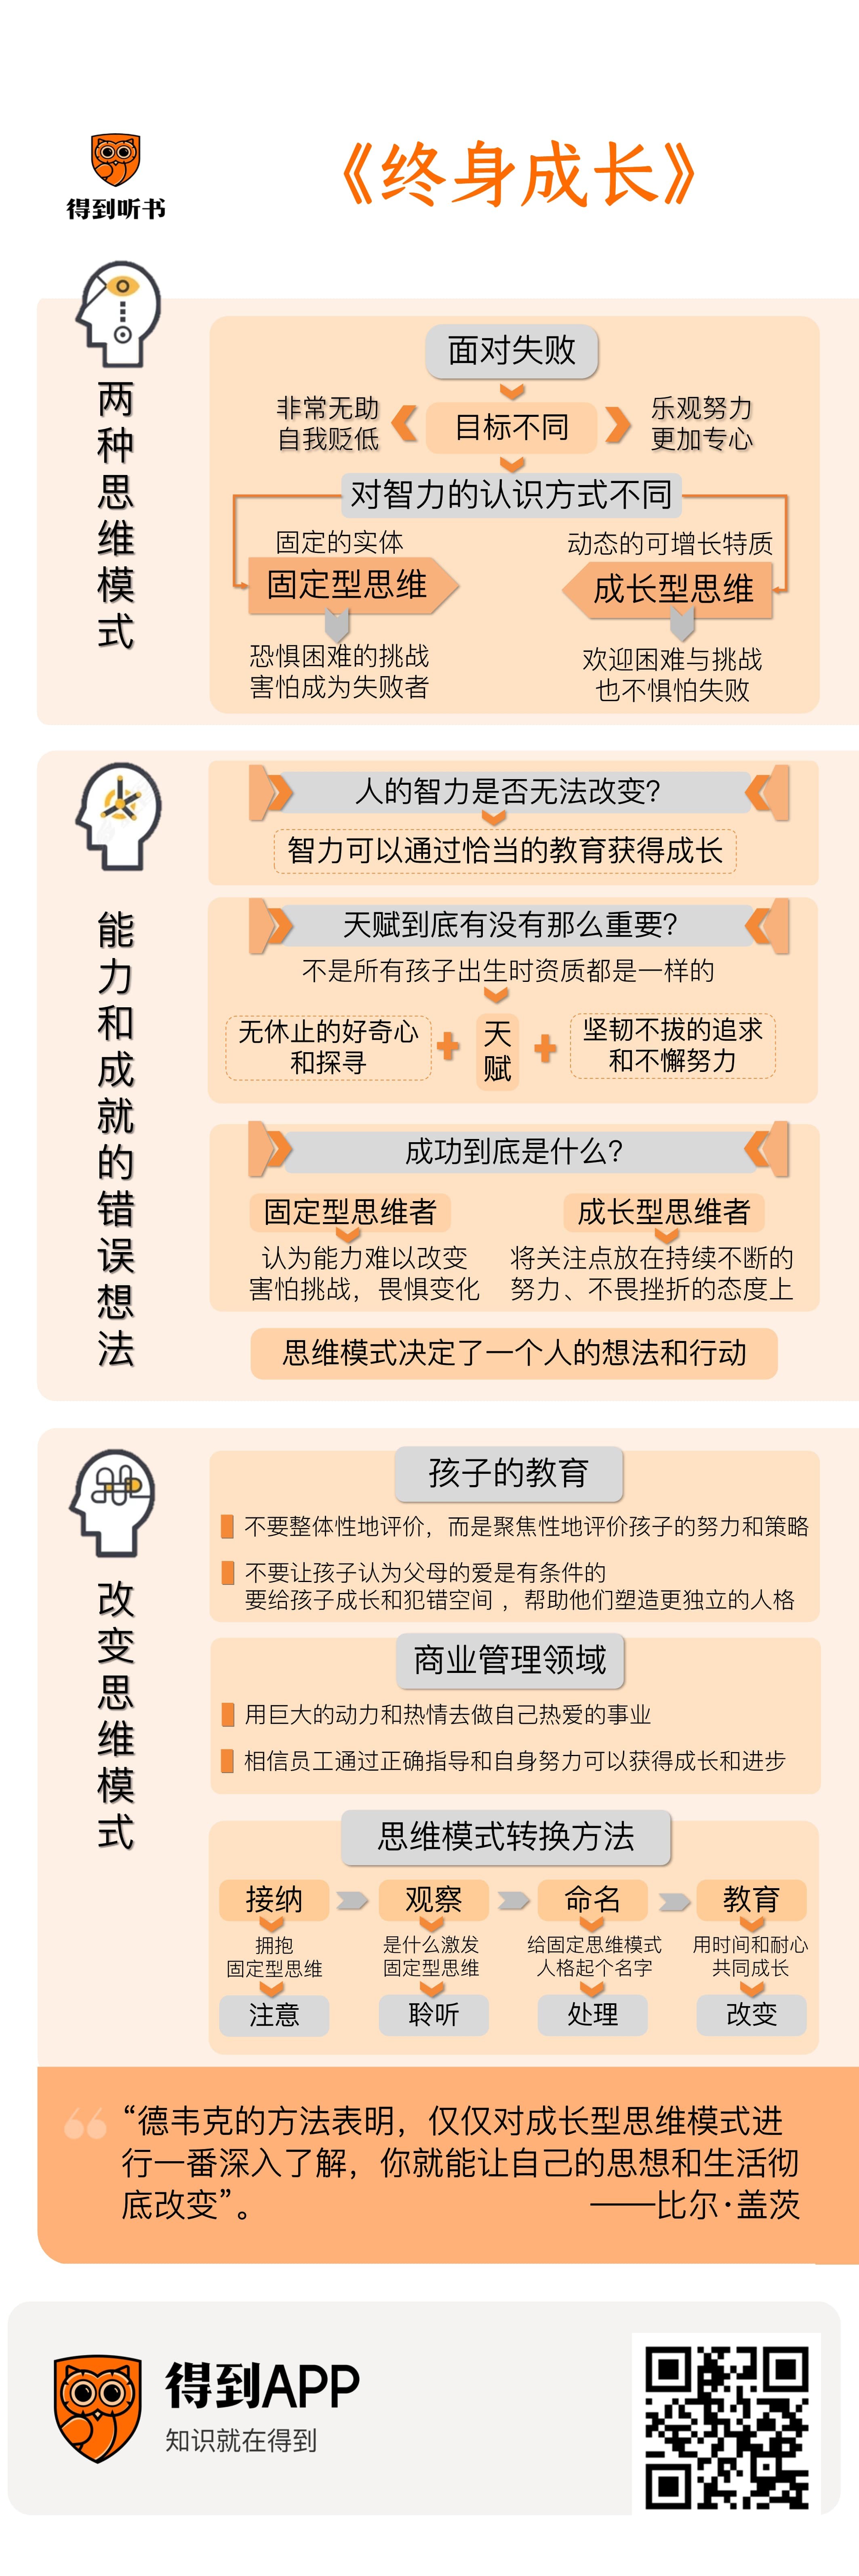 得到听书
《终身成长》
两种思维模式
面对失败
非常无助
自我贬低
目标不同
乐观努力
更加专心
对智力的认识方式不同
固定的实体
固定型思维
恐惧困难的挑战
害怕成为失败者
动态的可增长特质
成长型思维
欢迎困难与挑战
也不惧怕失败
能力和成就的错误想法
人的智力是否无法改变?
智力可以通过恰当的教育获得成长
天赋到底有没有那么重要?
不是所有孩子出生时资质都是一样的
无休止的好奇心
和探寻
天赋
坚韧不拔的追求
和不懈努力
成功到底是什么?
固定型思维者
认为能力难以改变
害怕挑战，畏惧变化
成长型思维者
将关注点放在持续不断的
努力、不畏挫折的态度上
思维模式决定了一个人的想法和行动
改变思维模式
孩子的教育
不要整体性地评价，而是聚焦性地评价孩子的努力和策略
不要让孩子认为父母的爱是有条件的
要给孩子成长和犯错空间，帮助他们塑造更独立的人格
商业管理领域
用巨大的动力和热情去做自己热爱的事业
相信员工通过正确指导和自身努力可以获得成长和进步
思维模式转换方法
接纳
拥抱
固定型思维
注意
观察
是什么激发
固定型思维
聆听
命名
给固定思维模式
人格起个名字
处理
教育
用时间和耐心
共同成长
改变
“德韦克的方法表明，仅仅对成长型思维模式进
行一番深入了解，你就能让自己的思想和生活彻
底改变”。
——比尔·盖茨
得到APP
知识就在得到